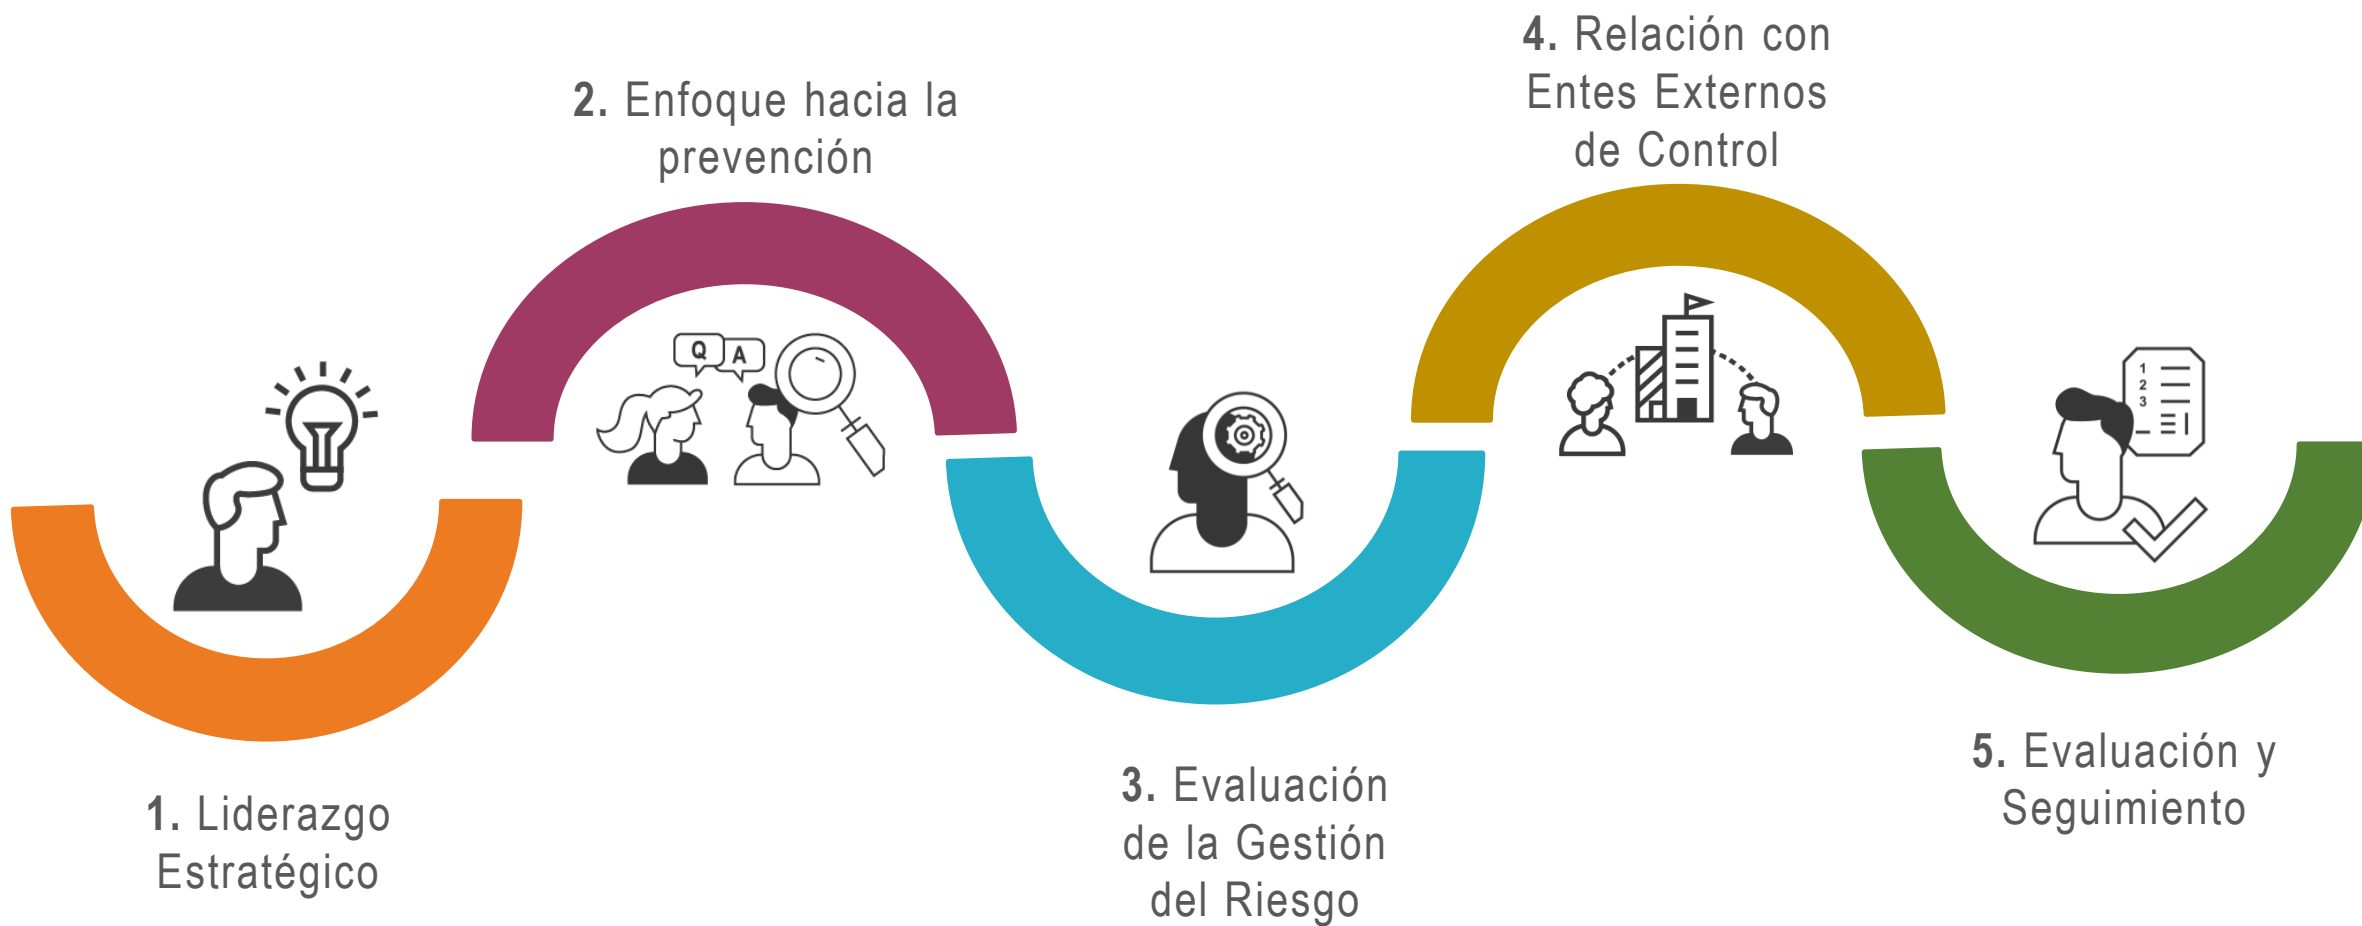 1. Liderazgo
Estratégico
2. Enfoque hacia la
prevención
Q A
3. Evaluación
de la Gestión
del Riesgo
4. Relación con
Entes Externos
de Control
5. Evaluación y
Seguimiento
1
2
3